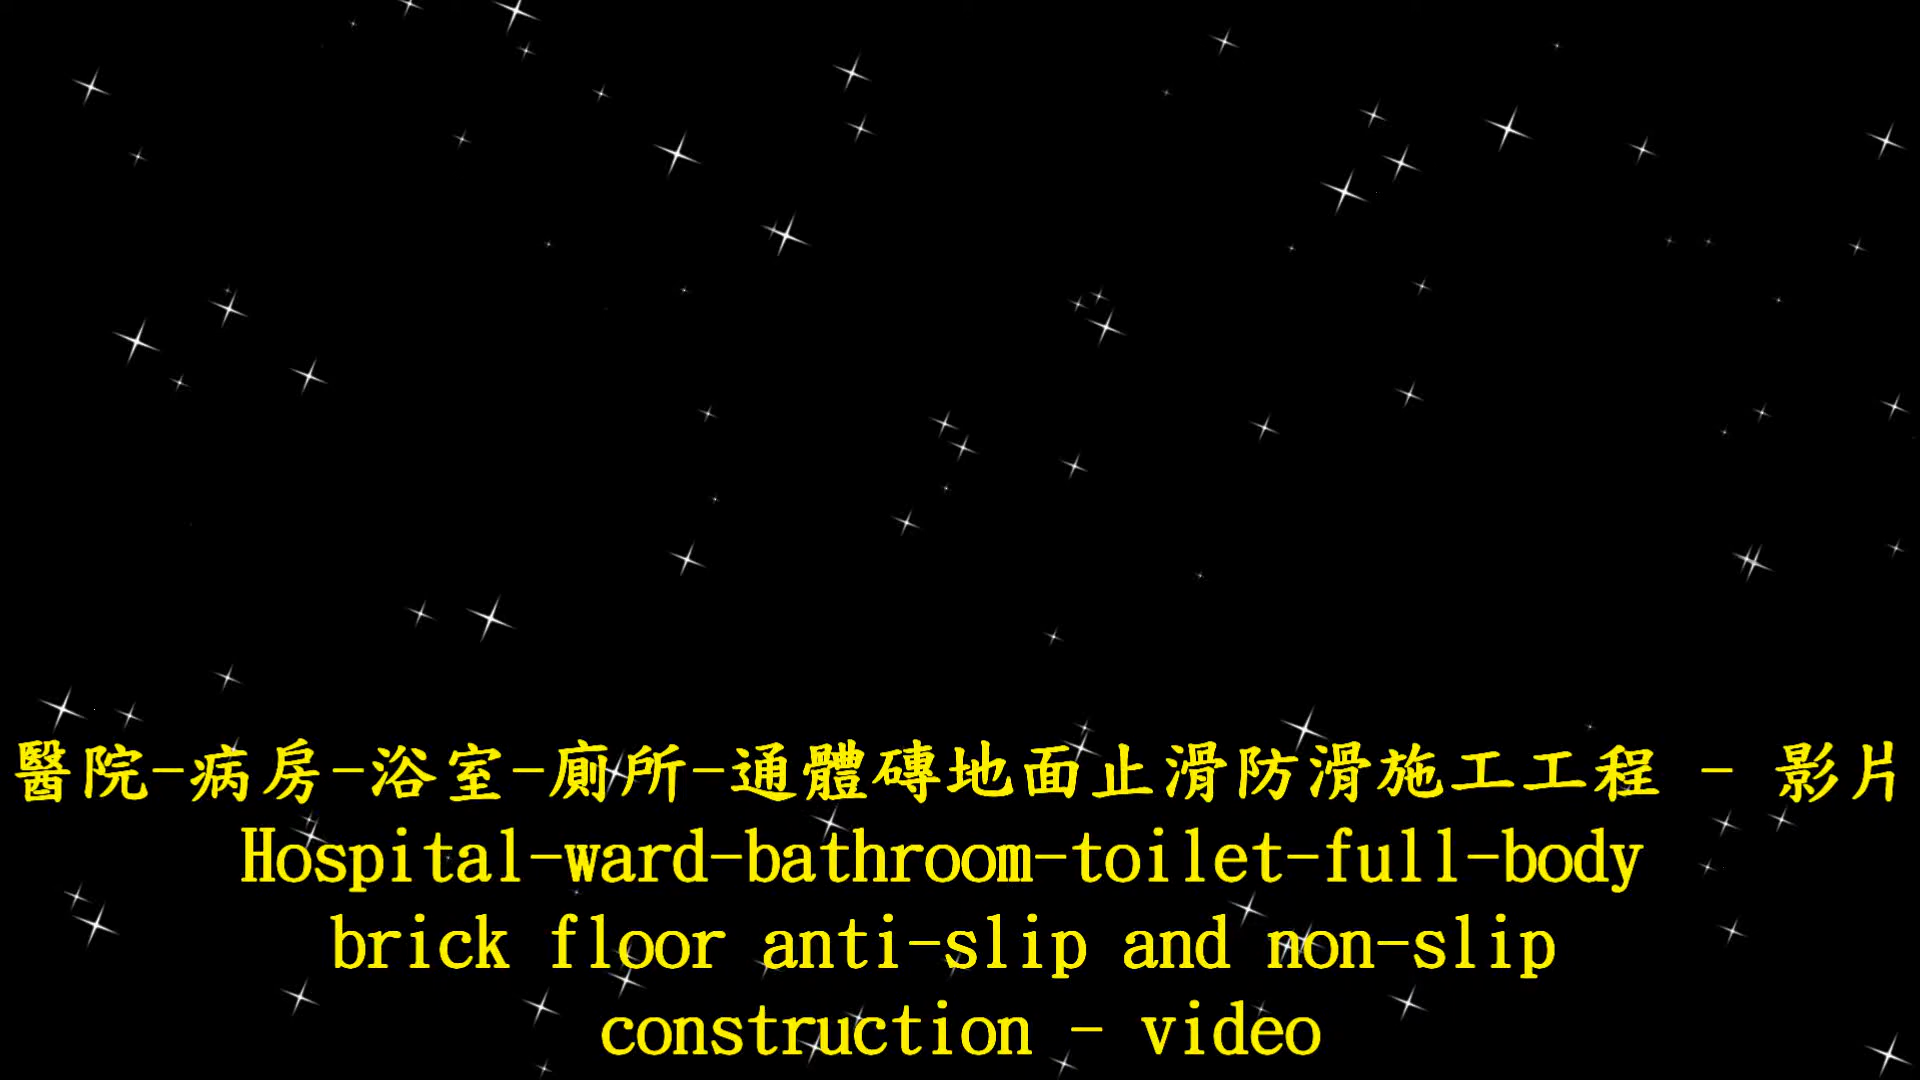 醫院-病房-浴室-廁所-通體磚地面止滑防滑施工工程 - 影片
Hospital-ward-bathroom-toilet-full-body
brick floor anti-slip and non-slip
construction - video